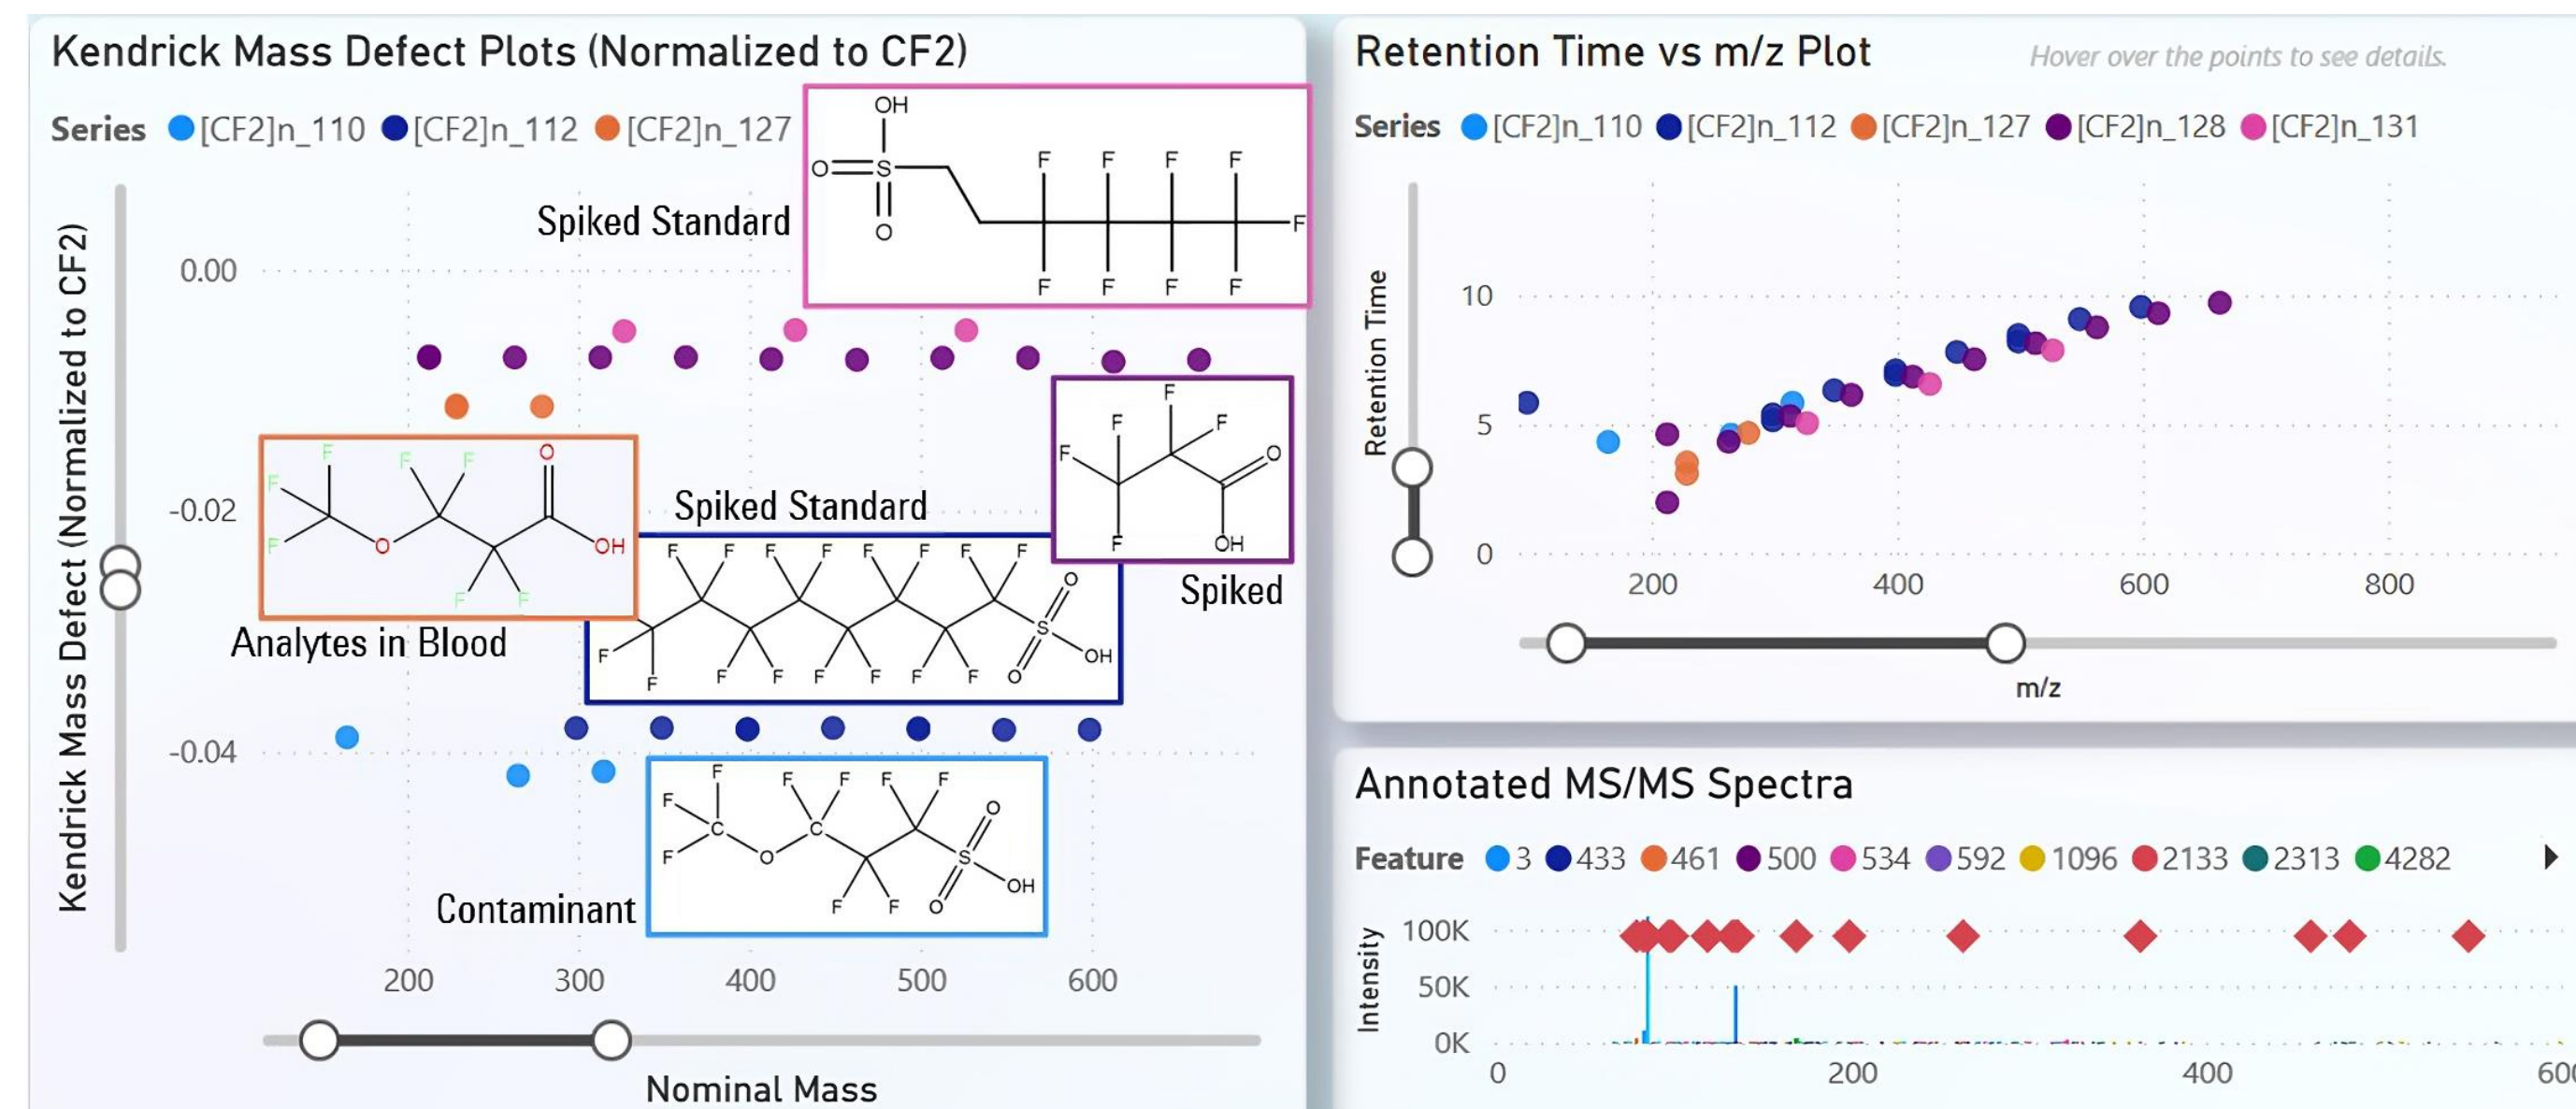 Kendrick Mass Defect Plots (Normalized to CF2)
Series [CF2]n_110 [CF2]n_112 [CF2]n_127
Spiked Standard
OH
O S
O
F F F F
F
F F F F
Kendrick Mass Defect (Normalized to CF2)
0.00
-0.02
-0.04
F F F O
F
F O OH
F F
Analytes in Blood
Spiked Standard
F
F F
F O
F OH
Spiked
F F F F F F F F
O
F S OH
F F F F F F F O
F F F F F
F O
C C
F O S
OH
F F O
Contaminant
200 300 400 500 600
Nominal Mass
Retention Time vs m/z Plot
Hover over the points to see details.
Series [CF2]n_110 [CF2]n_112 [CF2]n_127 [CF2]n_128 [CF2]n_131
Retention Time
10
5
0
200 400 600 800
m/z
Annotated MS/MS Spectra
Feature 3 433 461 500 534 592 1096 2133 2313 4282
Intensity
100K
50K
0K
0 200 400